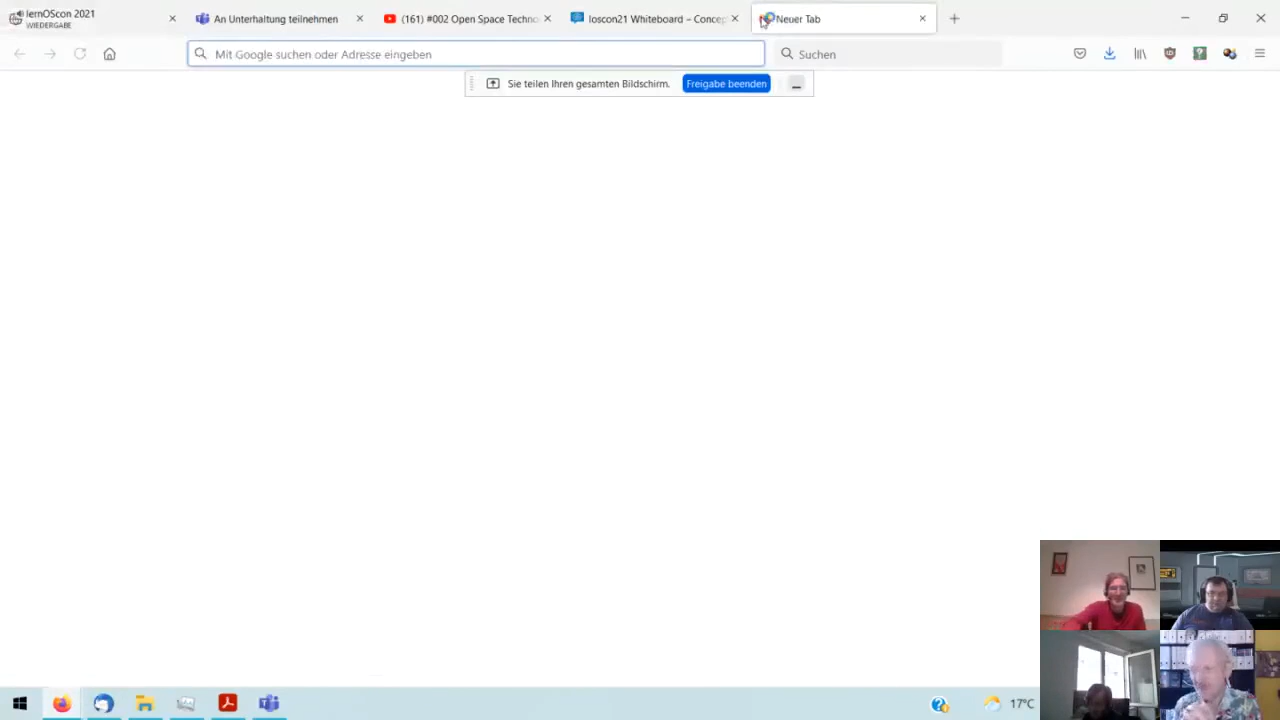 lernOScon 2021
WIEDERGABE
An Unterhaltung teilnehmen
(161) #002 Open Space Techno
loscon21 Whiteboard – Concep
Neuer Tab
Mit Google suchen oder Adresse eingeben
Suchen
Sie teilen Ihren gesamten Bildschirm.
Freigabe beenden
17°C